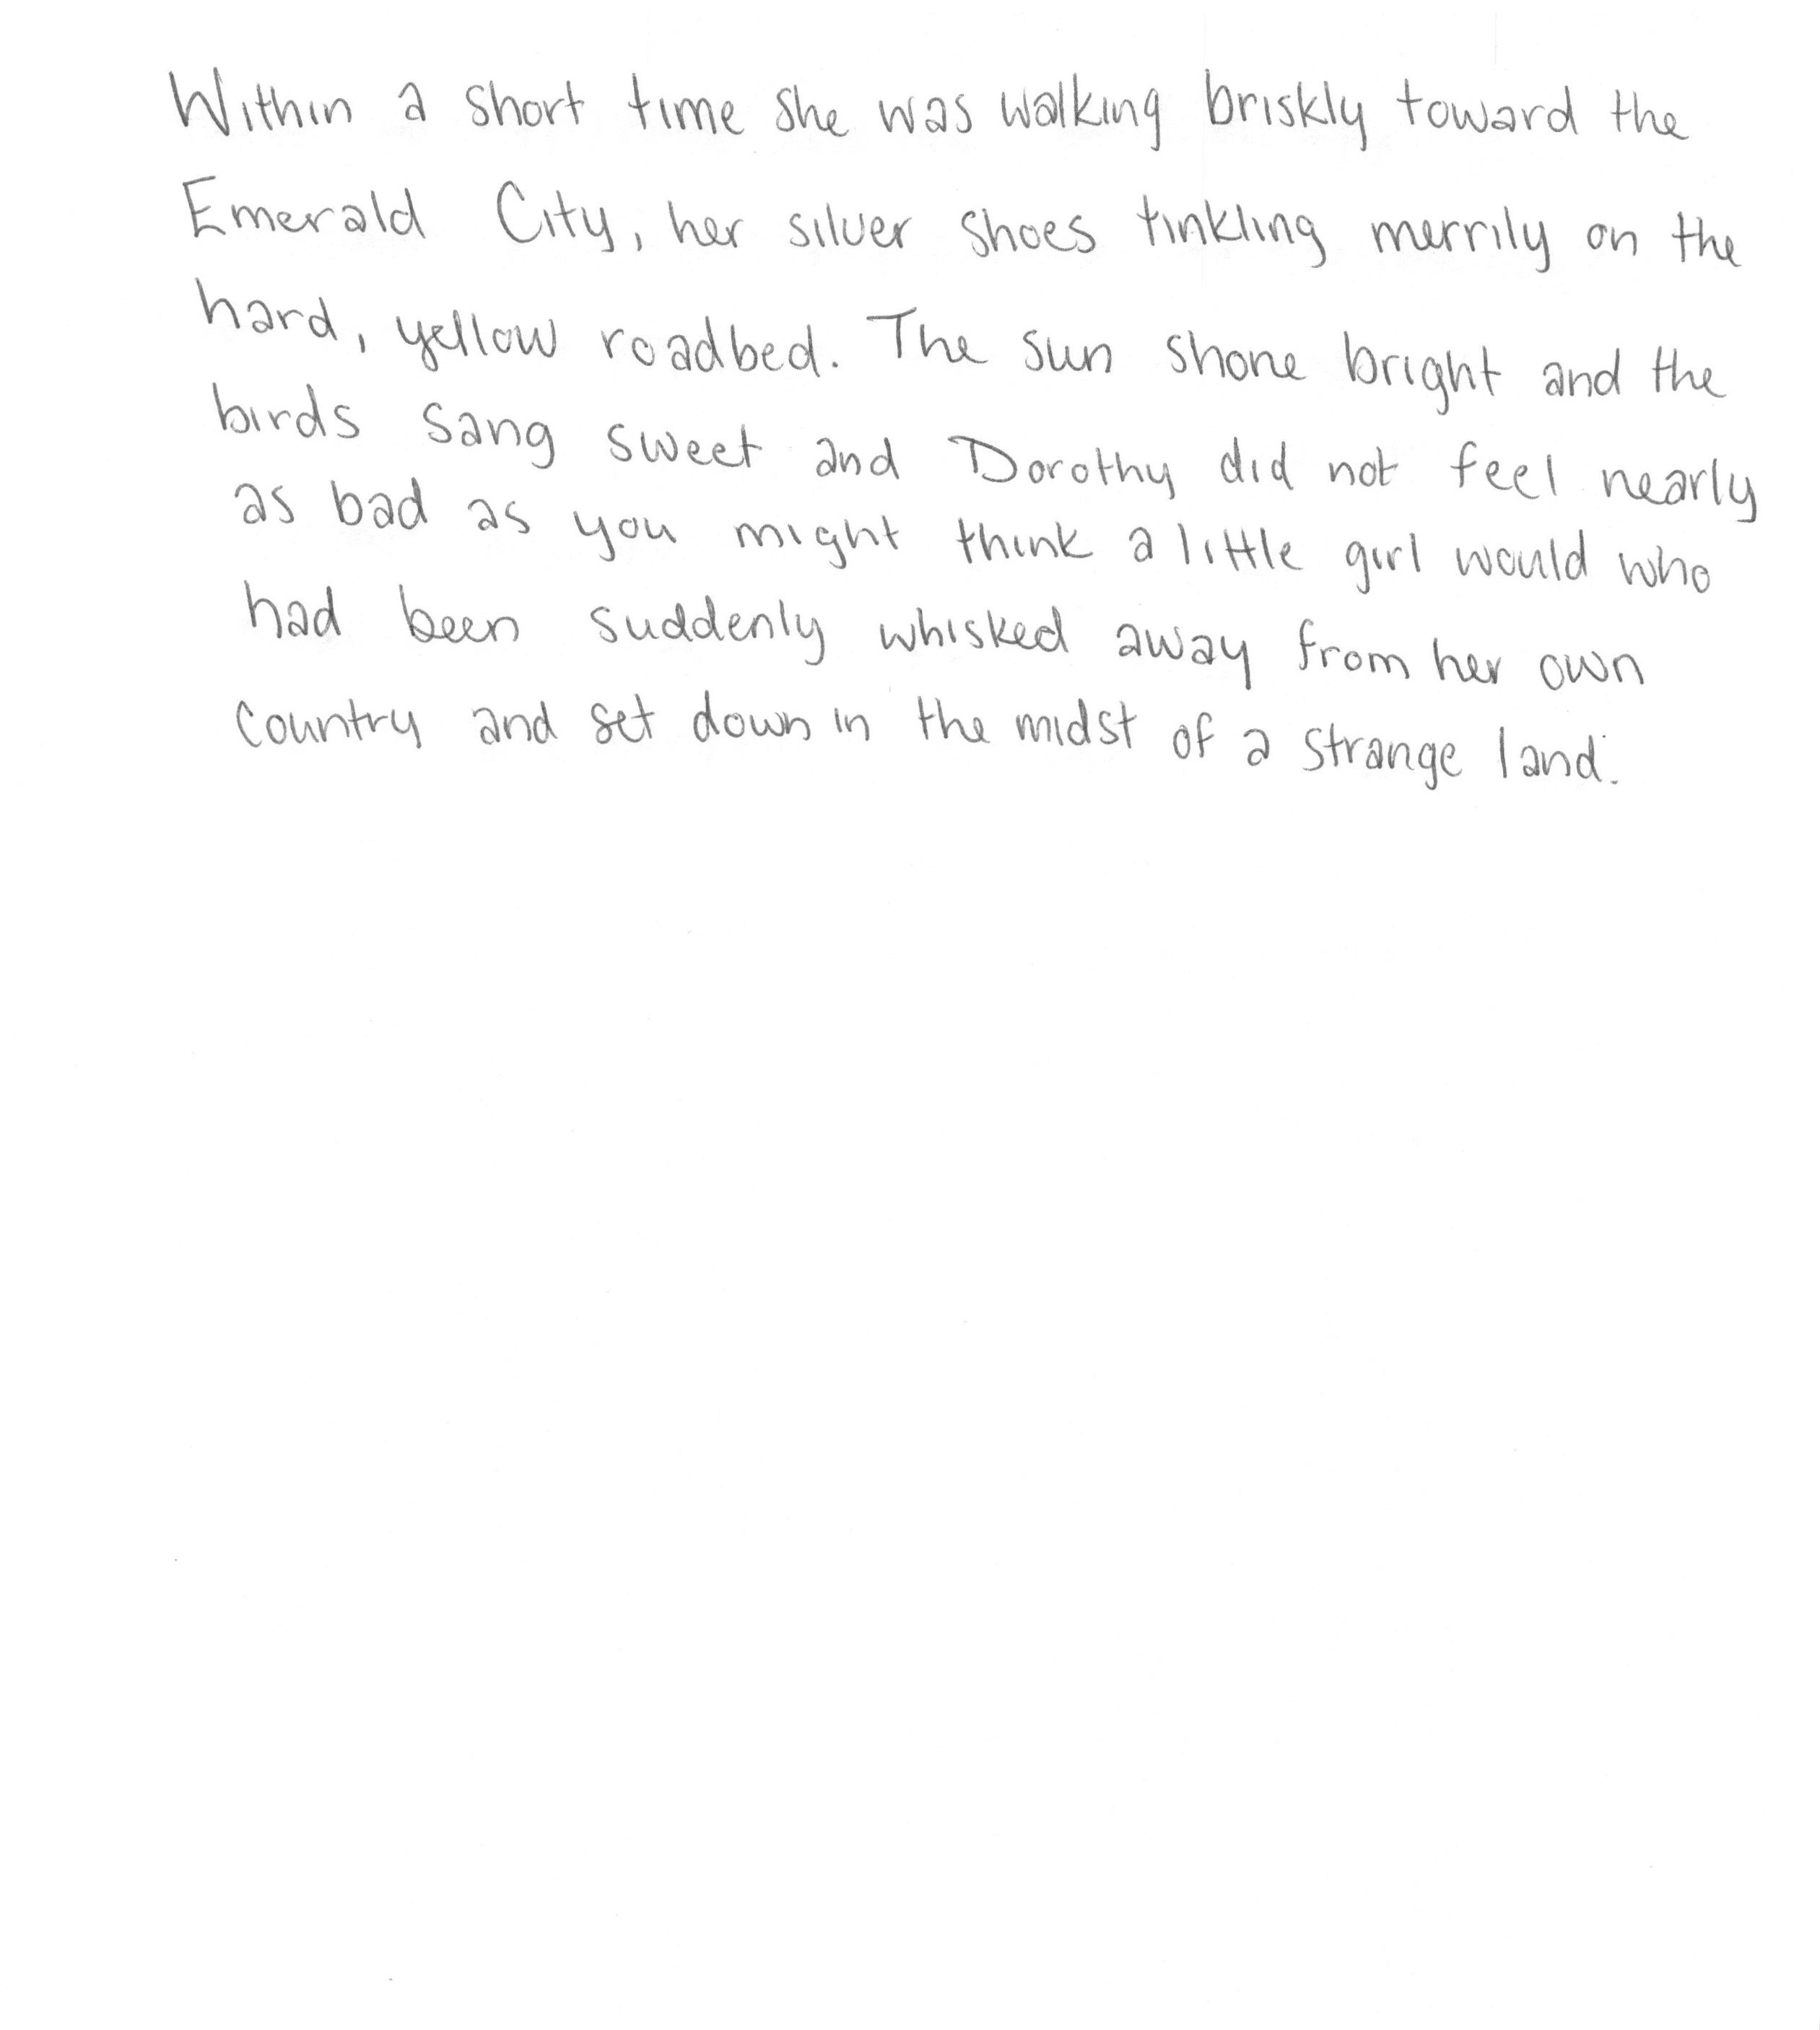 Within a short time she was walking briskly toward the
Emerald City, her silver shoes tinkling merrily on the
hard, yellow roadbed. The sun shone bright and the
birds sang sweet and Dorothy did not feel nearly
as bad as you might think a little girl would who
had been suddenly whisked away from her own
country and set down in the midst of a strange land.